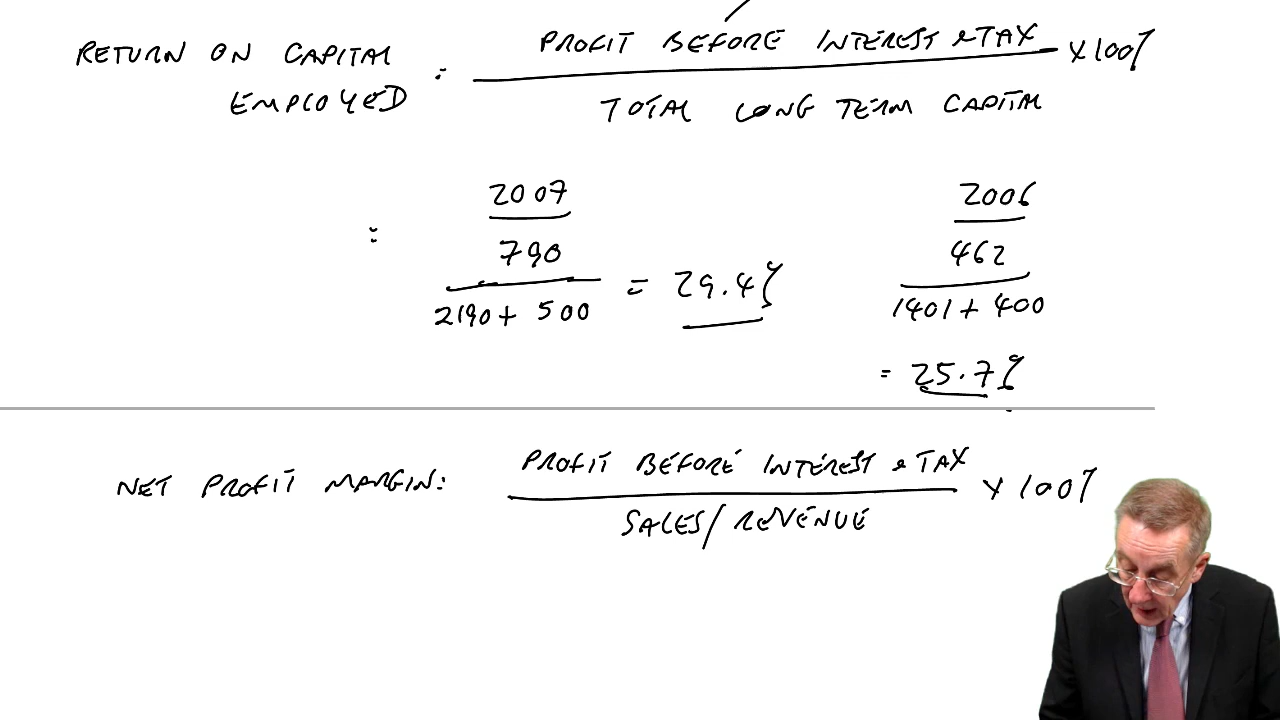 RETURN ON CAPITAL EMPLOYED = PROFIT BEFORE INTEREST & TAX / TOTAL LONG TERM CAPITAL × 100%
2007 2006
= 790 / 2190 + 500 = 29.4% 462 / 1401 + 400
= 25.7%
NET PROFIT MARGIN: PROFIT BEFORE INTEREST & TAX / SALES/REVENUE × 100%